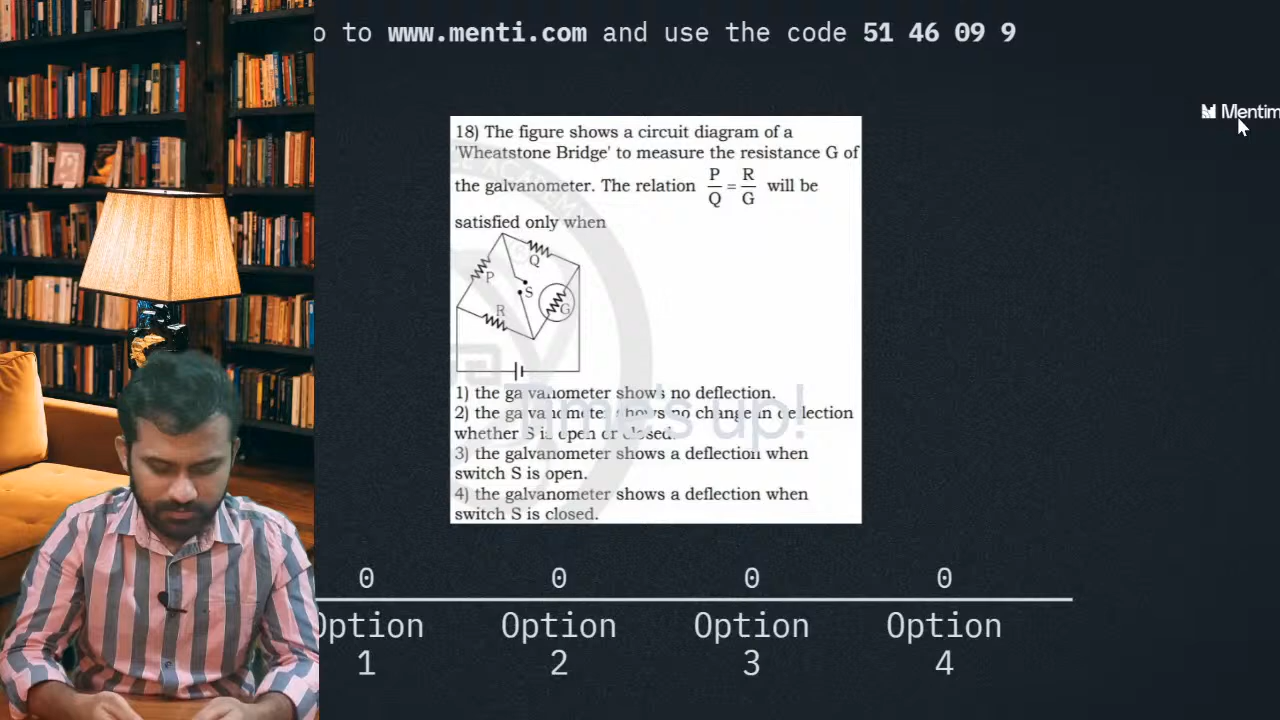 o to www.menti.com and use the code 51 46 09 9
Mentim
18) The figure shows a circuit diagram of a
'Wheatstone Bridge' to measure the resistance G of
the galvanometer. The relation P/Q = R/G will be
satisfied only when
Q
P
S
R
G
1) the galvanometer shows no deflection.
2) the galvanometer shows no change in deflection
whether S is open or closed.
3) the galvanometer shows a deflection when
switch S is open.
4) the galvanometer shows a deflection when
switch S is closed.
Time's up!
0 0 0 0
Option Option Option Option
1 2 3 4